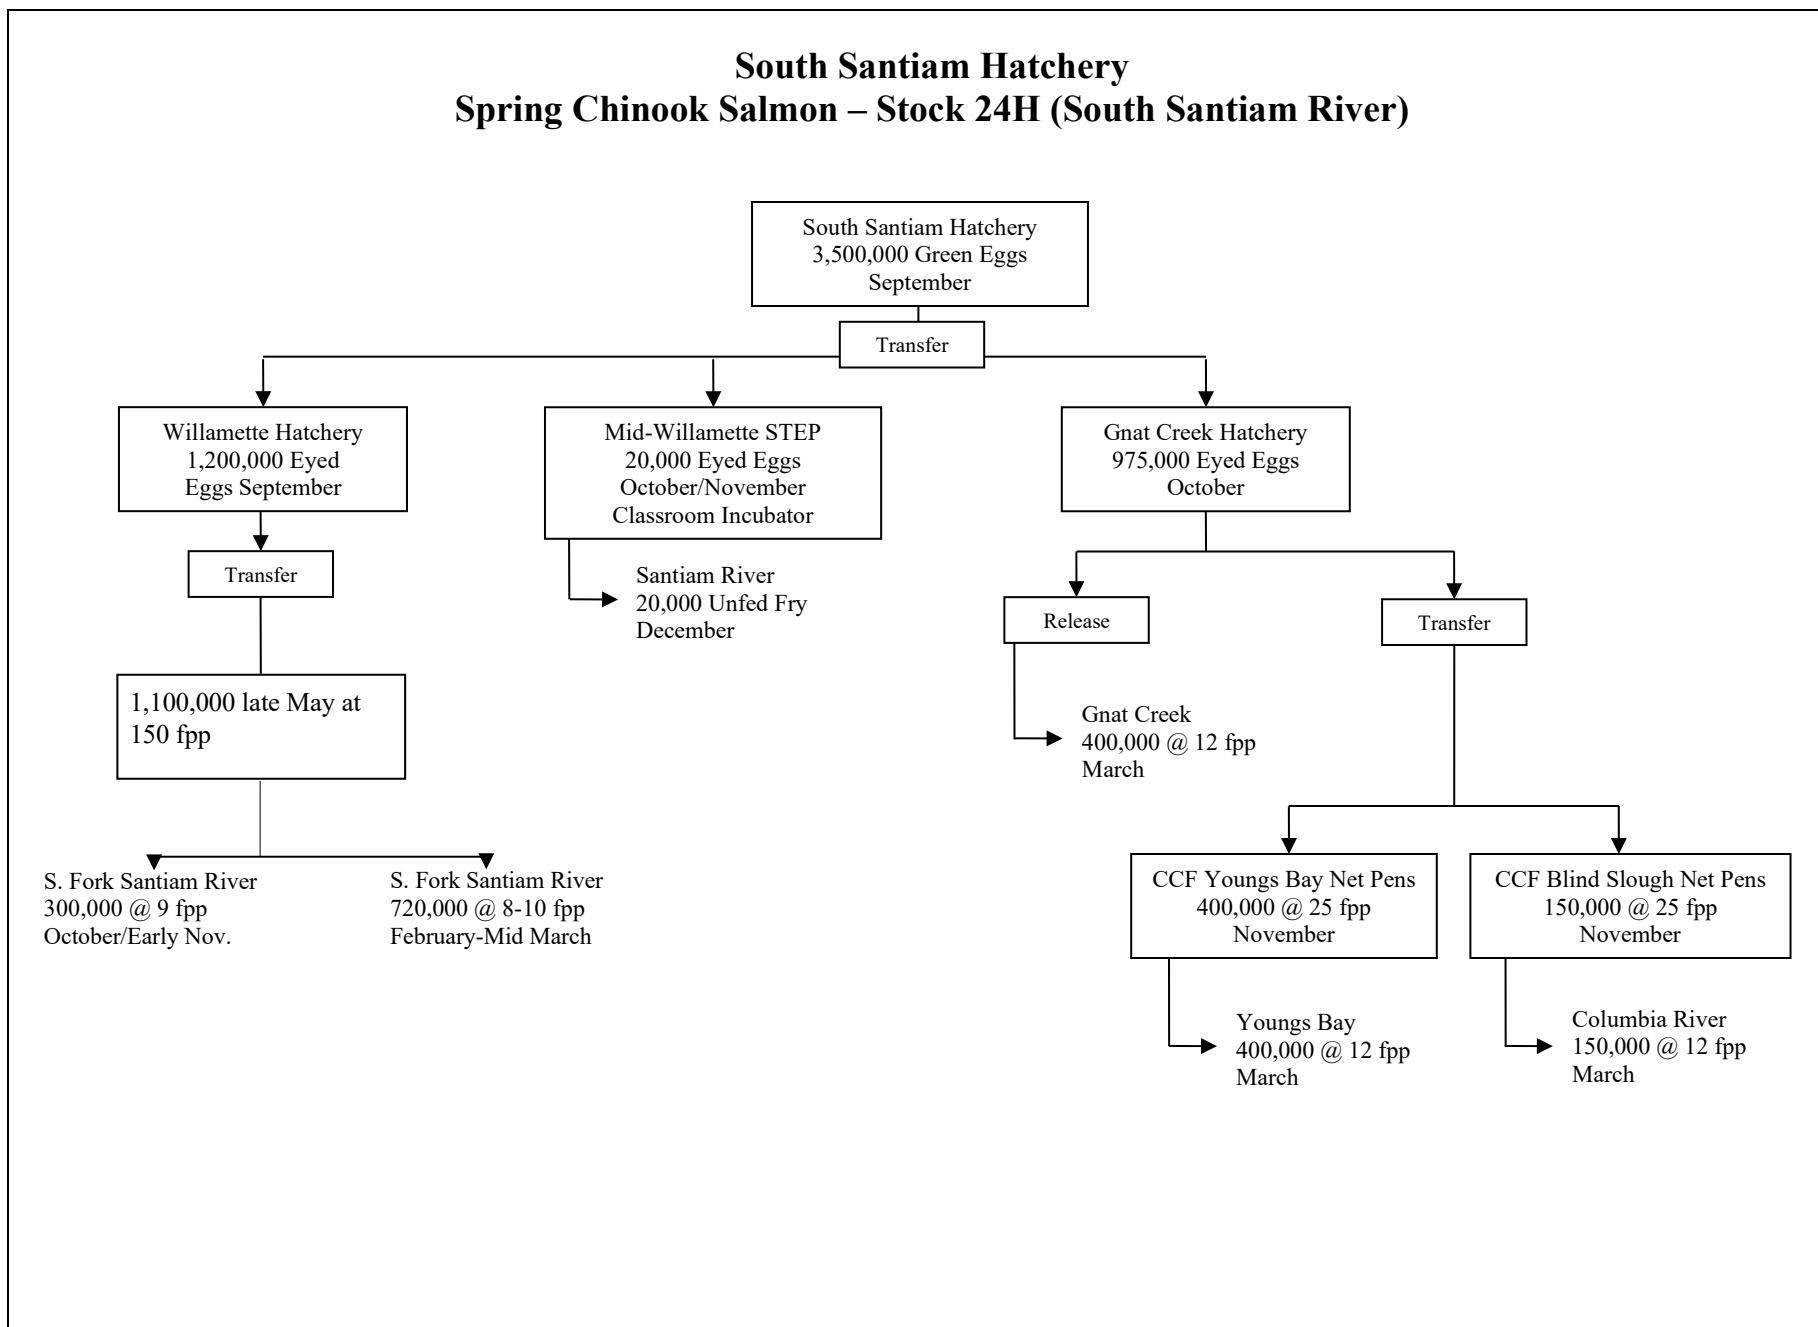 South Santiam Hatchery
Spring Chinook Salmon – Stock 24H (South Santiam River)
South Santiam Hatchery
3,500,000 Green Eggs
September
Transfer
Willamette Hatchery
1,200,000 Eyed
Eggs September
Mid-Willamette STEP
20,000 Eyed Eggs
October/November
Classroom Incubator
Gnat Creek Hatchery
975,000 Eyed Eggs
October
Transfer
Santiam River
20,000 Unfed Fry
December
Release
Transfer
1,100,000 late May at
150 fpp
Gnat Creek
400,000 @ 12 fpp
March
S. Fork Santiam River
300,000 @ 9 fpp
October/Early Nov.
S. Fork Santiam River
720,000 @ 8-10 fpp
February-Mid March
CCF Youngs Bay Net Pens
400,000 @ 25 fpp
November
CCF Blind Slough Net Pens
150,000 @ 25 fpp
November
Youngs Bay
400,000 @ 12 fpp
March
Columbia River
150,000 @ 12 fpp
March